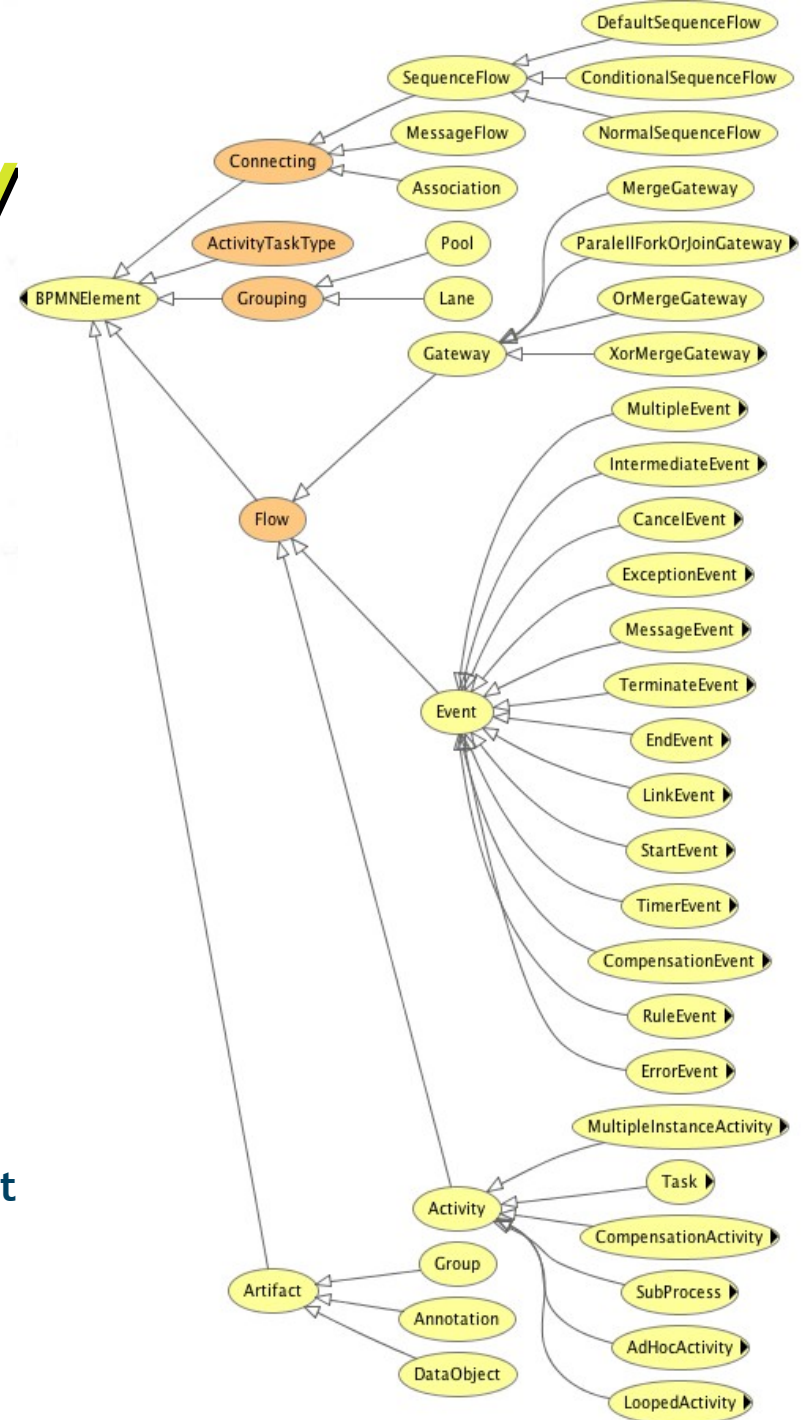 DefaultSequenceFlow
SequenceFlow
ConditionalSequenceFlow
MessageFlow
NormalSequenceFlow
Connecting
Association
MergeGateway
ActivityTaskType
Pool
ParalellForkOrJoinGateway
BPMNElement
Grouping
Lane
OrMergeGateway
Gateway
XorMergeGateway
MultipleEvent
IntermediateEvent
Flow
CancelEvent
ExceptionEvent
MessageEvent
TerminateEvent
Event
EndEvent
LinkEvent
StartEvent
TimerEvent
CompensationEvent
RuleEvent
ErrorEvent
MultipleInstanceActivity
t
Task
Activity
CompensationActivity
Group
Artifact
SubProcess
Annotation
AdHocActivity
DataObject
LoopedActivity